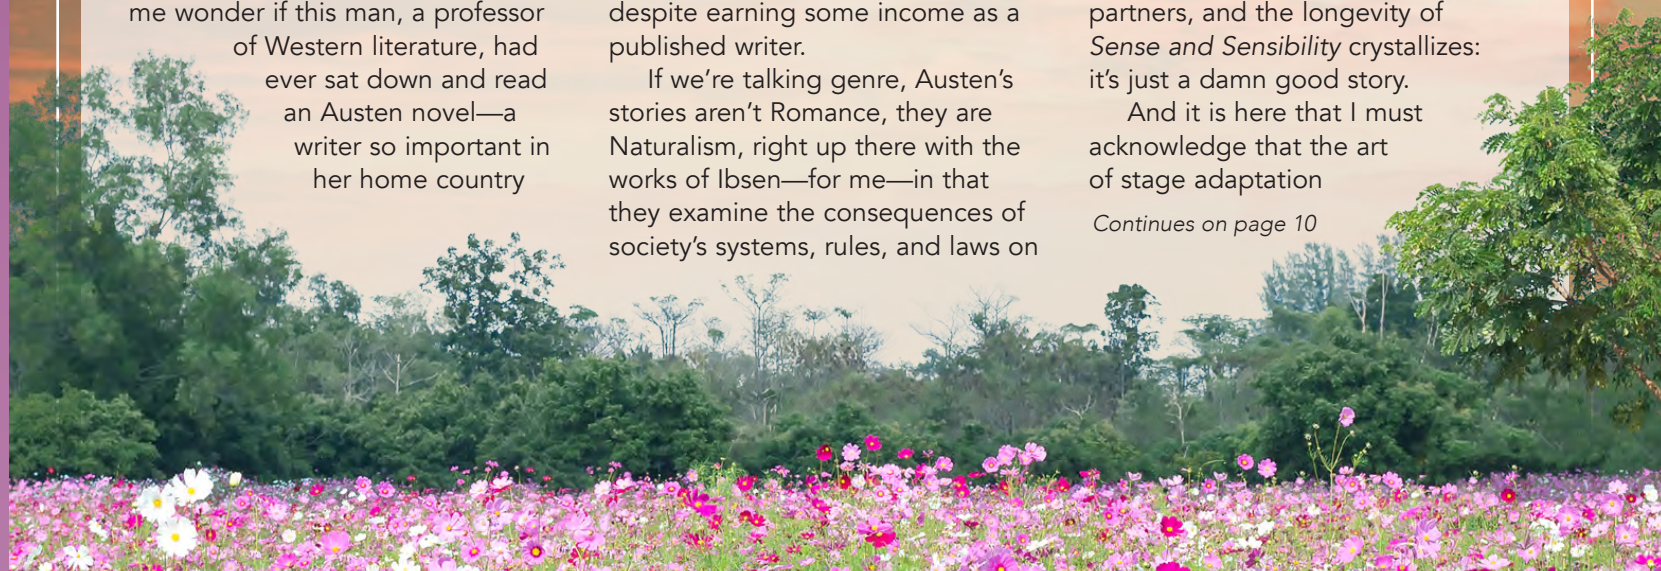 me wonder if this man, a professor
of Western literature, had
ever sat down and read
an Austen novel—a
writer so important in
her home country
despite earning some income as a
published writer.
If we’re talking genre, Austen’s
stories aren’t Romance, they are
Naturalism, right up there with the
works of Ibsen—for me—in that
they examine the consequences of
society’s systems, rules, and laws on
partners, and the longevity of
Sense and Sensibility crystallizes:
it’s just a damn good story.
And it is here that I must
acknowledge that the art
of stage adaptation
Continues on page 10